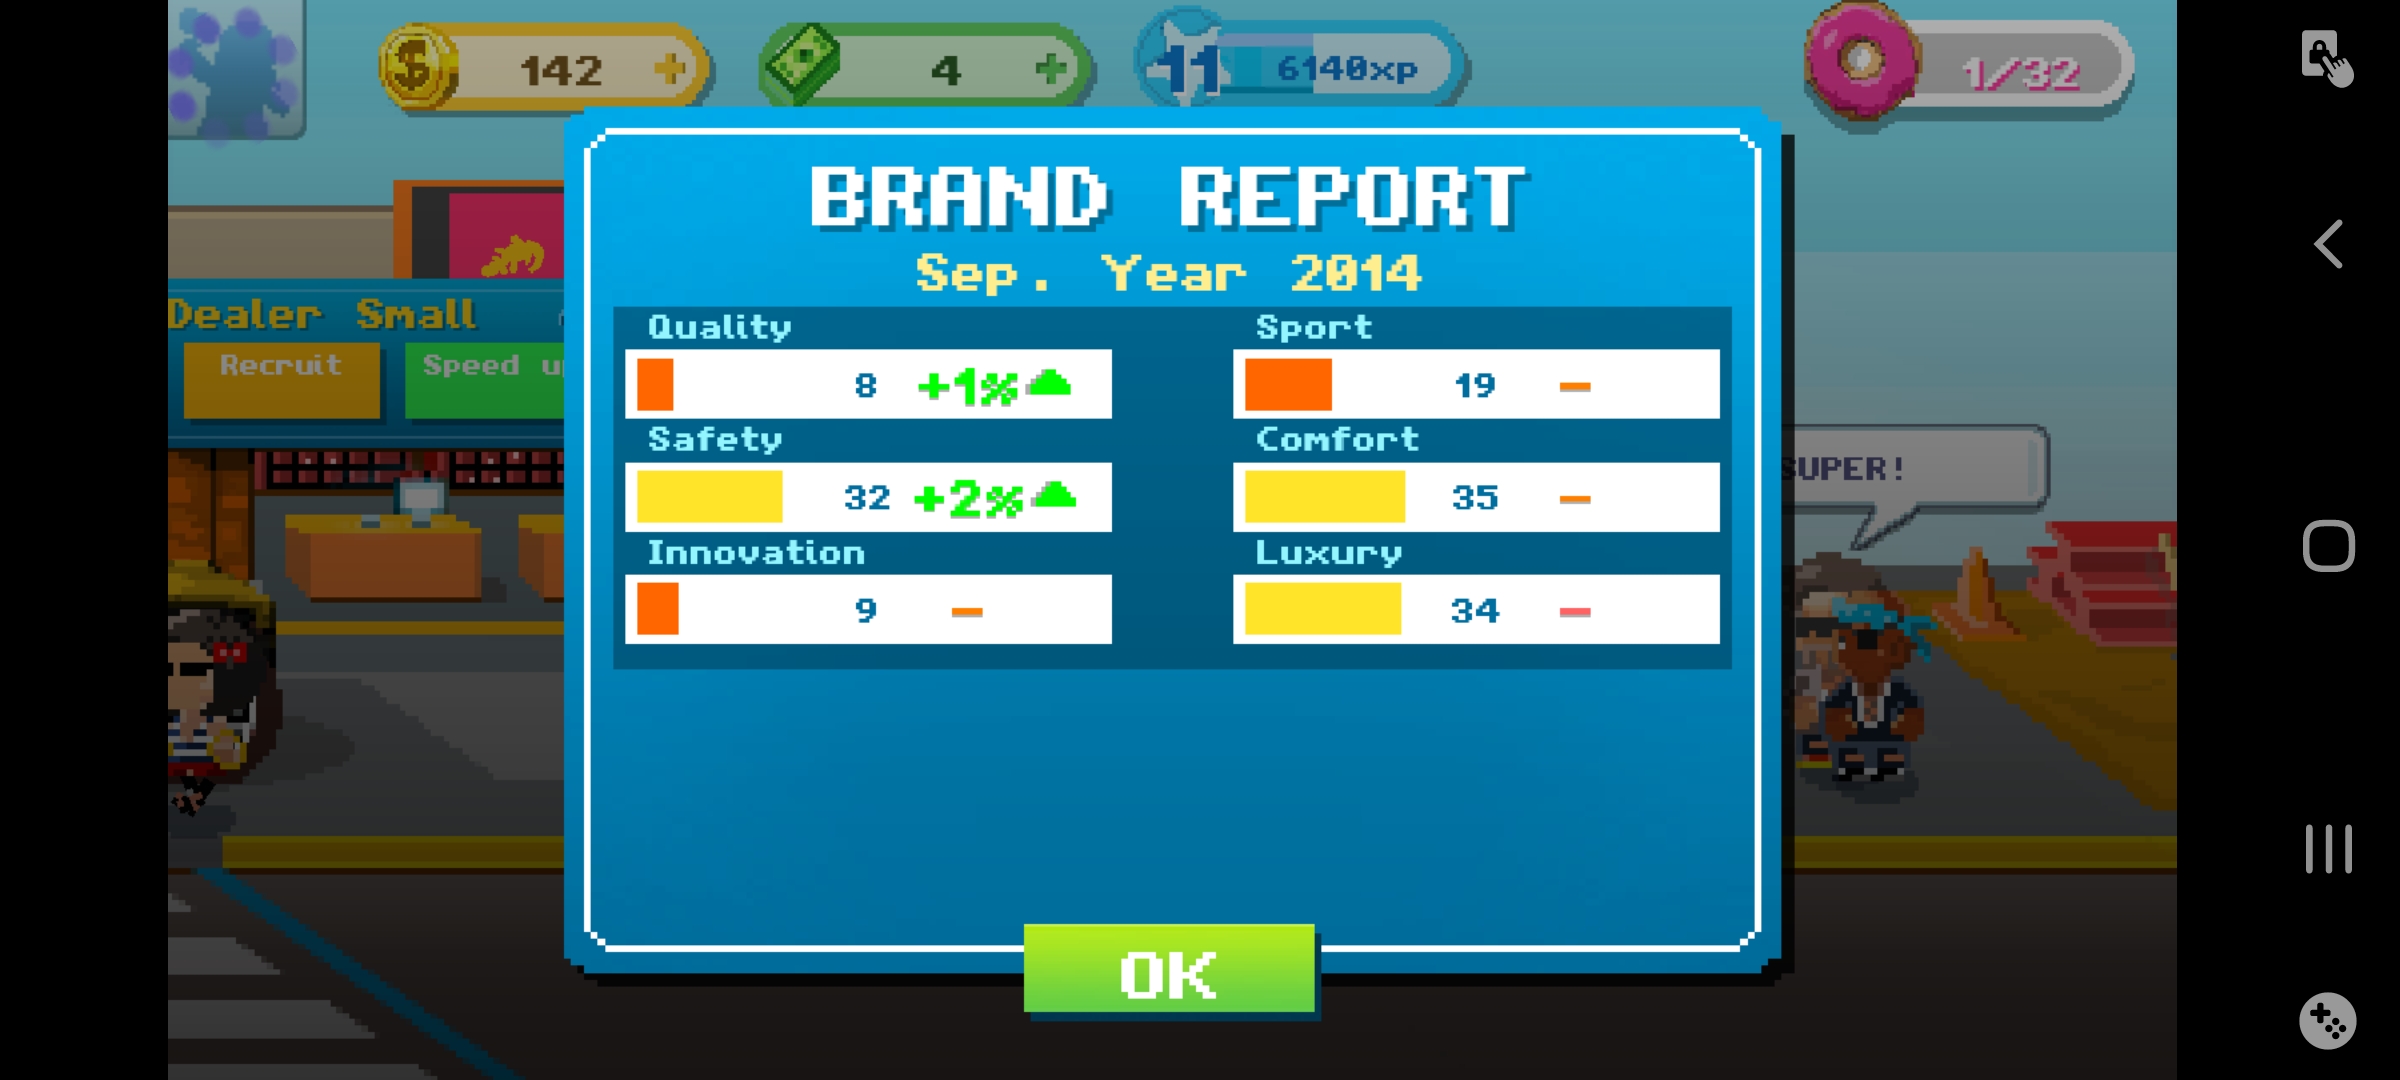 142 +
4 +
11 6140xp
1/32
BRAND REPORT
Sep. Year 2014
Quality
8 +1%
Sport
19 -
Safety
32 +2%
Comfort
35 -
Innovation
9 -
Luxury
34 -
OK
Dealer Small
Recruit
Speed
SUPER!